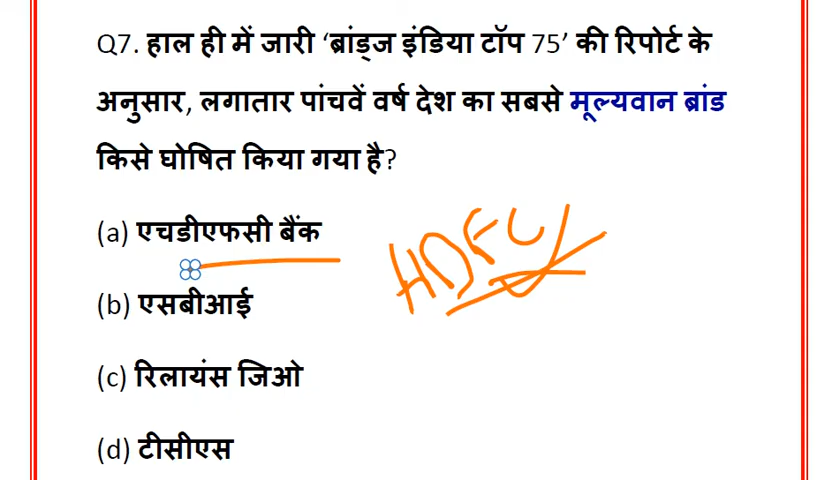 Q7. हाल ही में जारी ‘ब्रांड्ज इंडिया टॉप 75’ की रिपोर्ट के
अनुसार, लगातार पांचवें वर्ष देश का सबसे मूल्यवान ब्रांड
किसे घोषित किया गया है?
(a) एचडीएफसी बैंक
HDFC
(b) एसबीआई
(c) रिलायंस जिओ
(d) टीसीएस